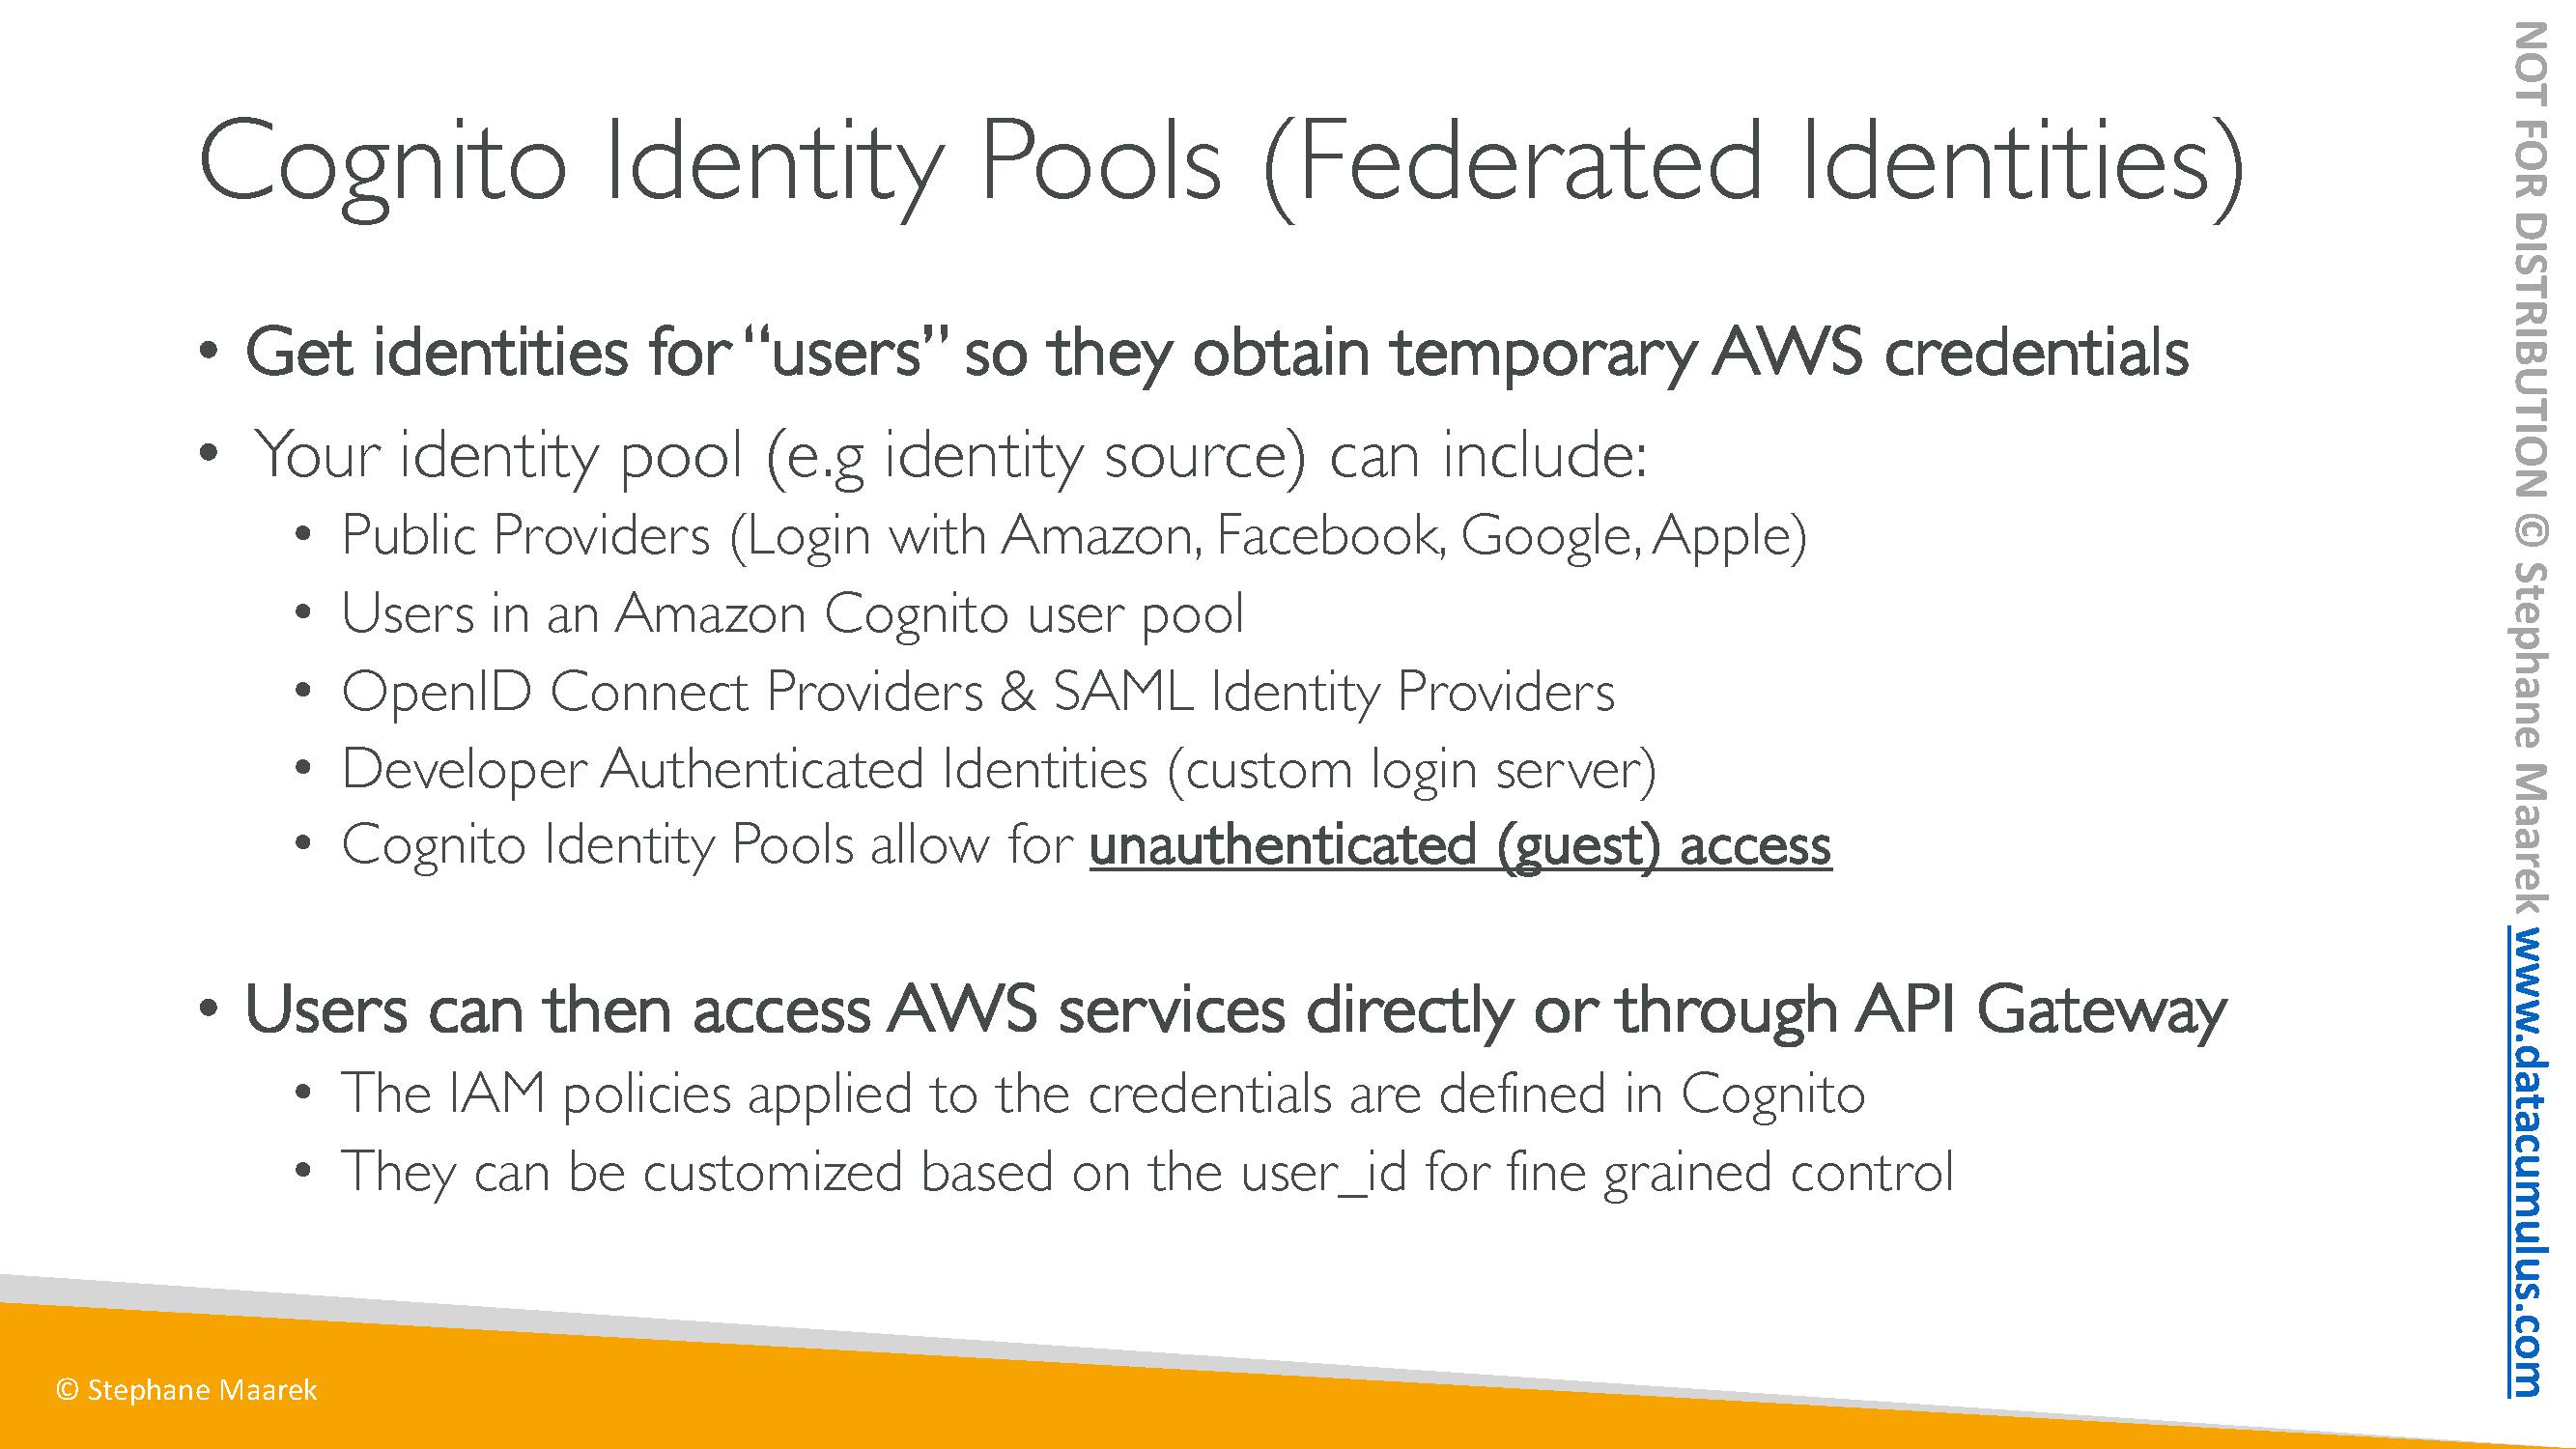 Cognito Identity Pools (Federated Identities)
• Get identities for “users” so they obtain temporary AWS credentials
• Your identity pool (e.g identity source) can include:
• Public Providers (Login with Amazon, Facebook, Google, Apple)
• Users in an Amazon Cognito user pool
• OpenID Connect Providers & SAML Identity Providers
• Developer Authenticated Identities (custom login server)
• Cognito Identity Pools allow for unauthenticated (guest) access
• Users can then access AWS services directly or through API Gateway
• The IAM policies applied to the credentials are defined in Cognito
• They can be customized based on the user_id for fine grained control
© Stephane Maarek
NOT FOR DISTRIBUTION © Stephane Maarek www.datacumulus.com